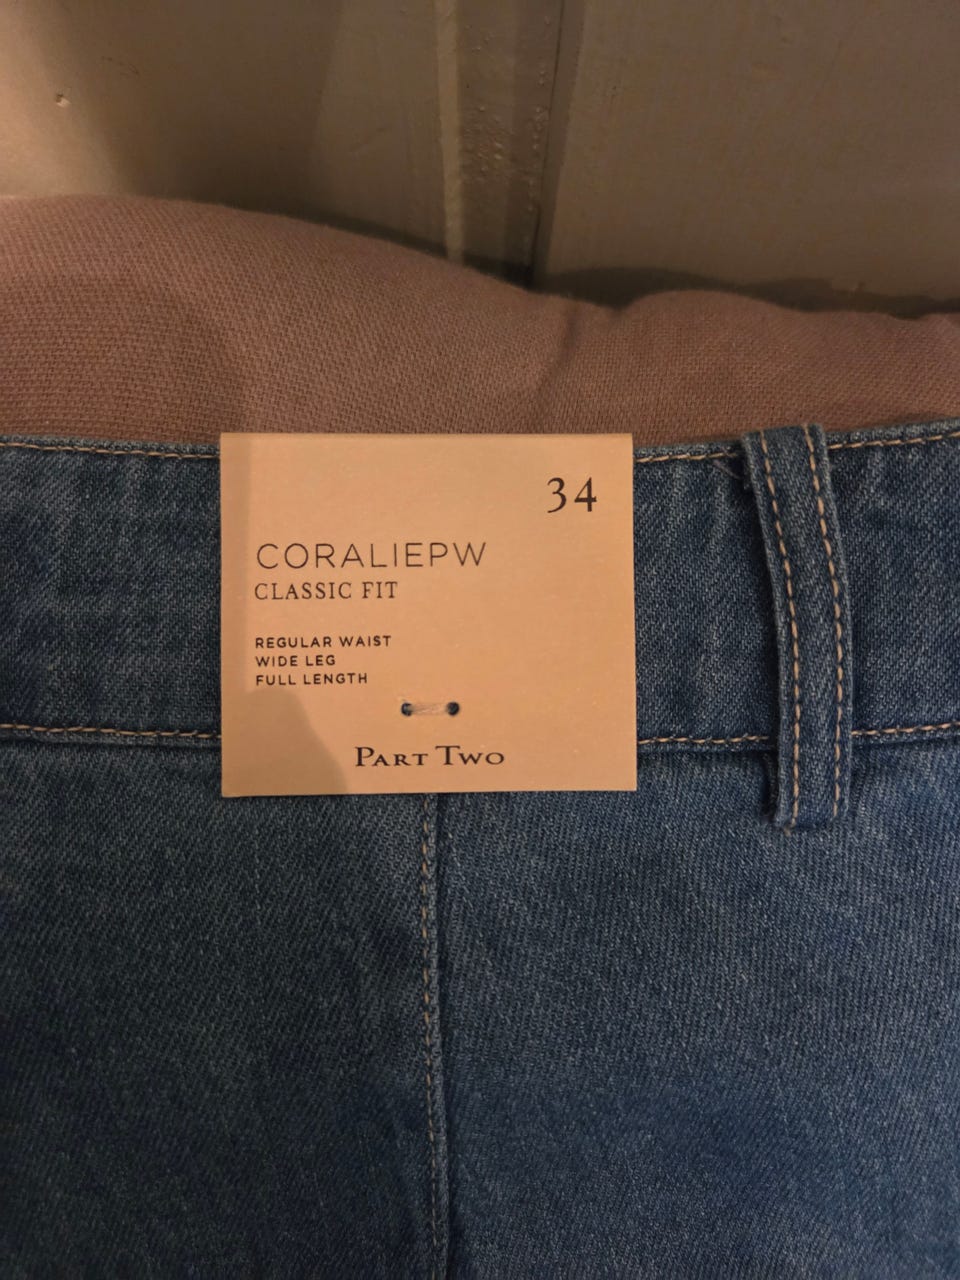 34
CORALIEPW
CLASSIC FIT
REGULAR WAIST
WIDE LEG
FULL LENGTH
PART TWO